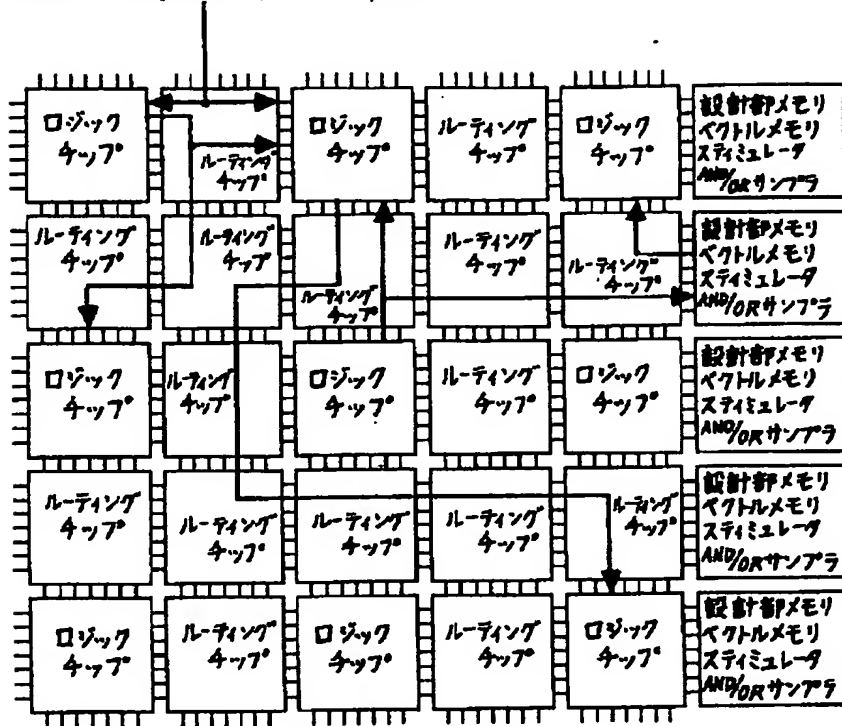 ロジック
チップ
ルーティング
チップ
ロジック
チップ
ルーティング
チップ
ロジック
チップ
設計部メモリ
ベクトルメモリ
スティミュレータ
AND/ORサンプラ
ルーティング
チップ
ルーティング
チップ
ルーティング
チップ
ルーティング
チップ
ルーティング
チップ
設計部メモリ
ベクトルメモリ
スティミュレータ
AND/ORサンプラ
ロジック
チップ
ルーティング
チップ
ロジック
チップ
ルーティング
チップ
ロジック
チップ
設計部メモリ
ベクトルメモリ
スティミュレータ
AND/ORサンプラ
ルーティング
チップ
ルーティング
チップ
ルーティング
チップ
ルーティング
チップ
ルーティング
チップ
設計部メモリ
ベクトルメモリ
スティミュレータ
AND/ORサンプラ
ロジック
チップ
ルーティング
チップ
ロジック
チップ
ルーティング
チップ
ロジック
チップ
設計部メモリ
ベクトルメモリ
スティミュレータ
AND/ORサンプラ